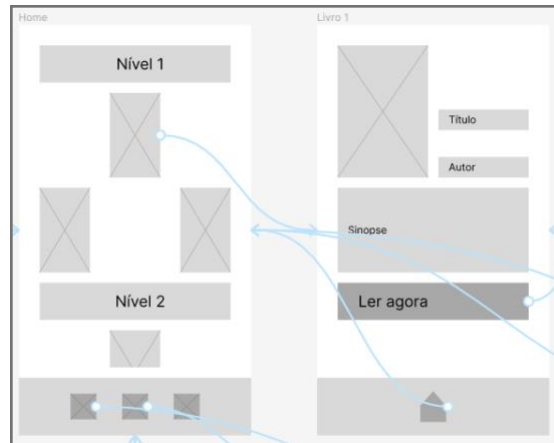 Home
Nível 1
Nível 2
Livro 1
Título
Autor
Sinopse
Ler agora